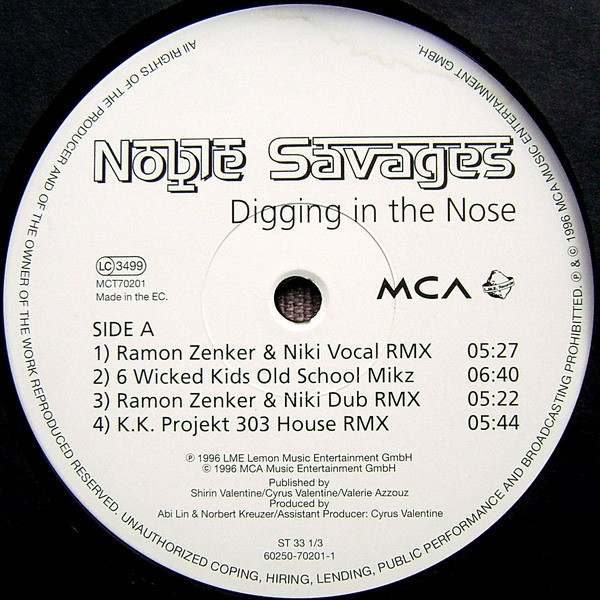 All RIGHTS OF THE PRODUCER AND OF THE OWNER OF THE WORK REPRODUCED RESERVED. UNAUTHORIZED COPING, HIRING, LENDING, PUBLIC PERFORMANCE AND BROADCASTING PROHIBITED. ℗ & © 1996 MCA MUSIC ENTERTAINMENT GMBH.
Noble Savages
Digging in the Nose
LC 3499
MCT70201
Made in the EC.
MCA
SIDE A
1) Ramon Zenker & Niki Vocal RMX 05:27
2) 6 Wicked Kids Old School Mikz 06:40
3) Ramon Zenker & Niki Dub RMX 05:22
4) K.K. Projekt 303 House RMX 05:44
℗ 1996 LME Lemon Music Entertainment GmbH
© 1996 MCA Music Entertainment GmbH
Published by
Shirin Valentine/Cyrus Valentine/Valerie Azzouz
Produced by
Abi Lin & Norbert Kreuzer/Assistant Producer: Cyrus Valentine
ST 33 1/3
60250-70201-1